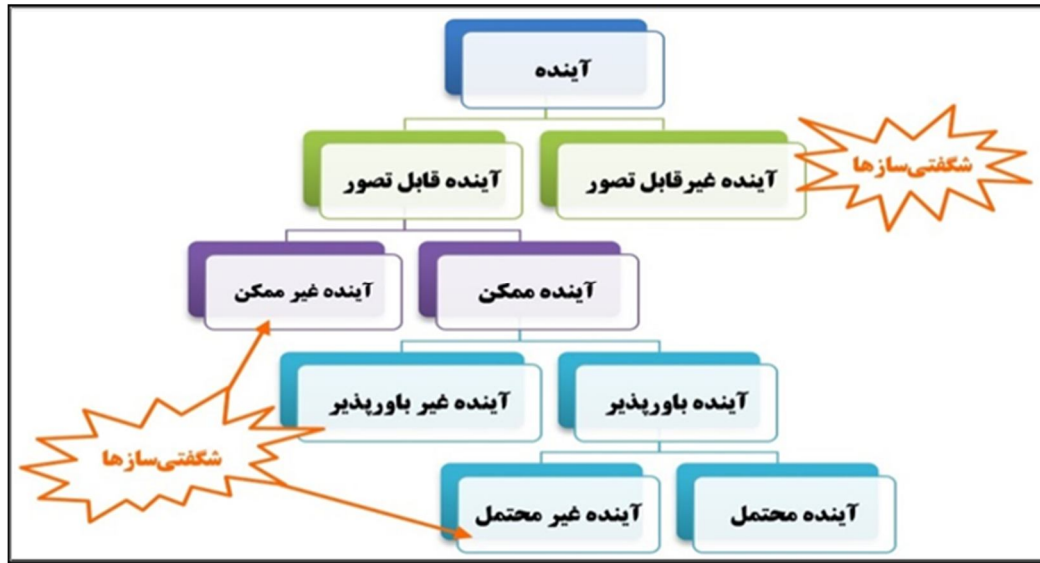 آینده
آینده غیرقابل تصور
آینده قابل تصور
شگفتی‌سازها
آینده ممکن
آینده غیر ممکن
آینده باورپذیر
آینده غیر باورپذیر
شگفتی‌سازها
آینده محتمل
آینده غیر محتمل